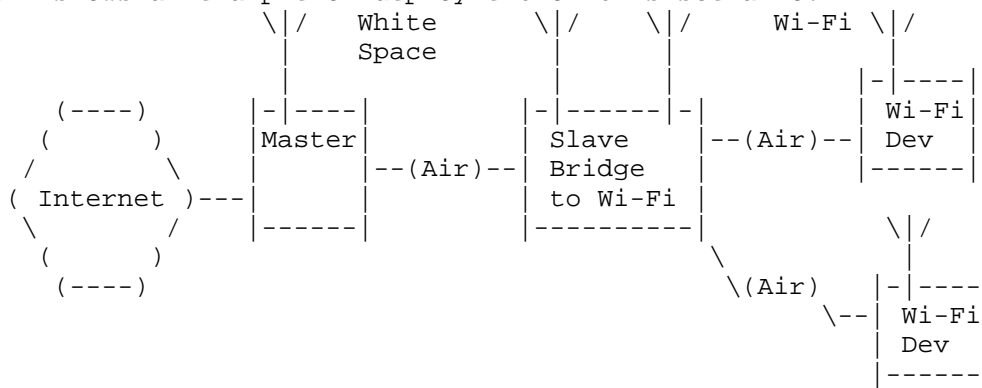 White Wi-Fi
Space
Wi-Fi
Master Slave --(Air)-- Dev
--(Air)-- Bridge
( Internet )--- to Wi-Fi
(Air)
Wi-Fi
Dev